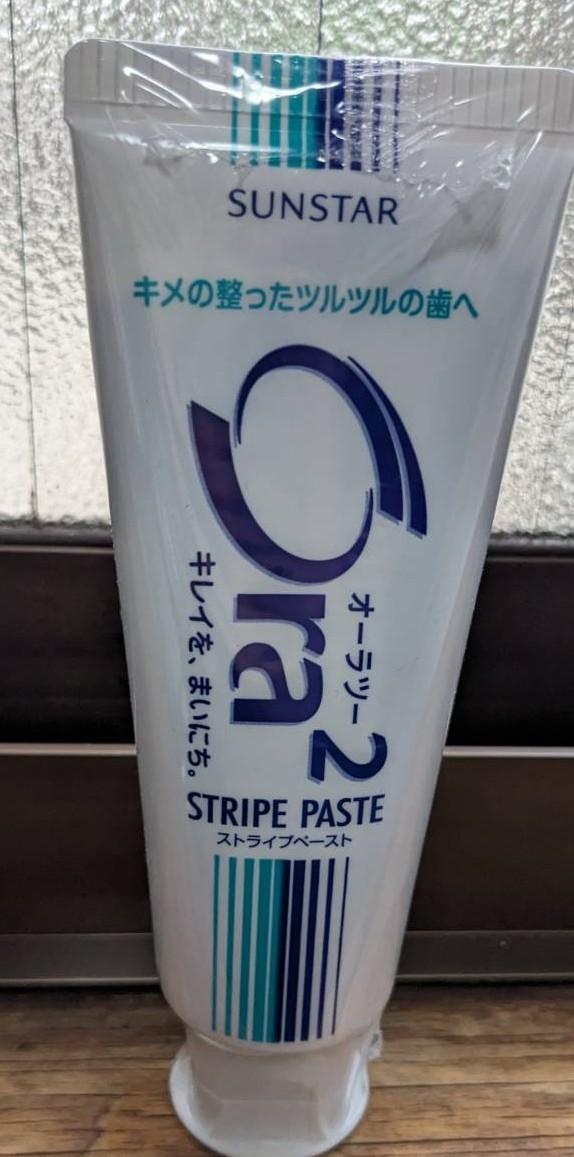 SUNSTAR
キメの整ったツルツルの歯へ
Ora2
オーラツー
キレイを、まいにち。
STRIPE PASTE
ストライプペースト